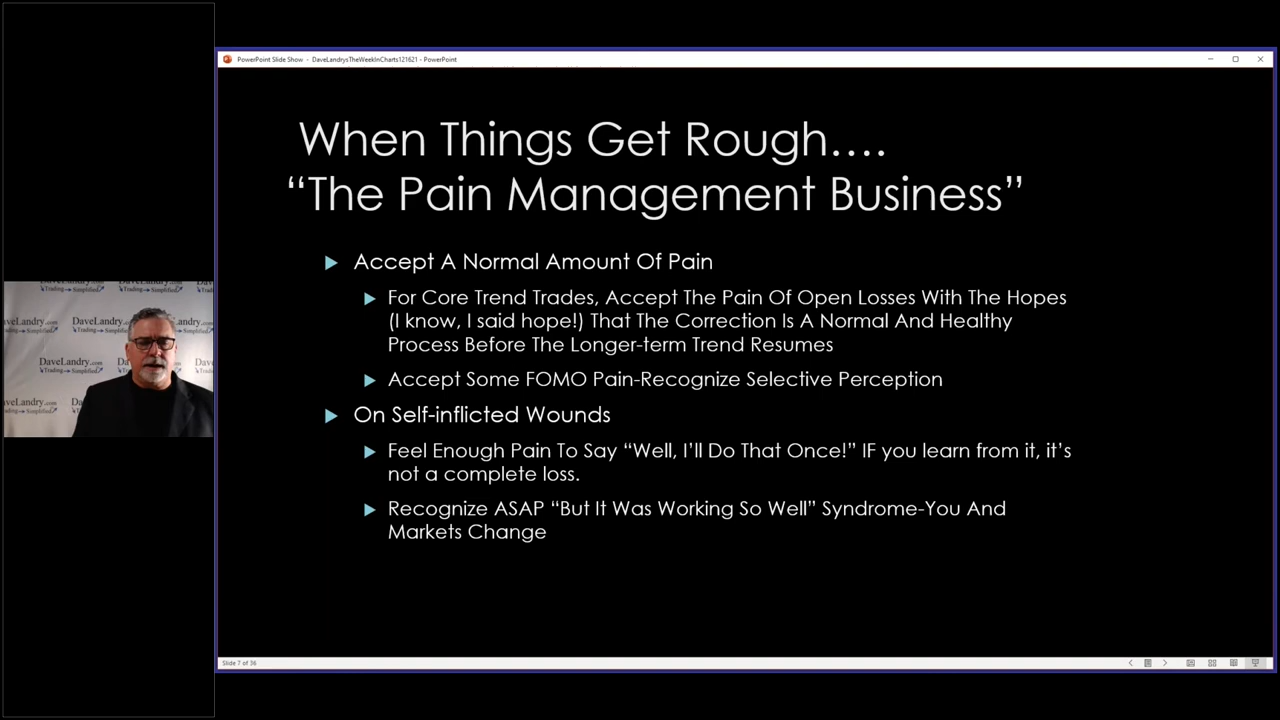 PowerPoint Slide Show - DaveLandrysTheWeekInCharts121621 - PowerPoint
When Things Get Rough....
“The Pain Management Business”
Accept A Normal Amount Of Pain
For Core Trend Trades, Accept The Pain Of Open Losses With The Hopes
(I know, I said hope!) That The Correction Is A Normal And Healthy
Process Before The Longer-term Trend Resumes
Accept Some FOMO Pain-Recognize Selective Perception
On Self-inflicted Wounds
Feel Enough Pain To Say “Well, I’ll Do That Once!” IF you learn from it, it’s
not a complete loss.
Recognize ASAP “But It Was Working So Well” Syndrome-You And
Markets Change
DaveLandry.com
Trading Simplified
Slide 7 of 36